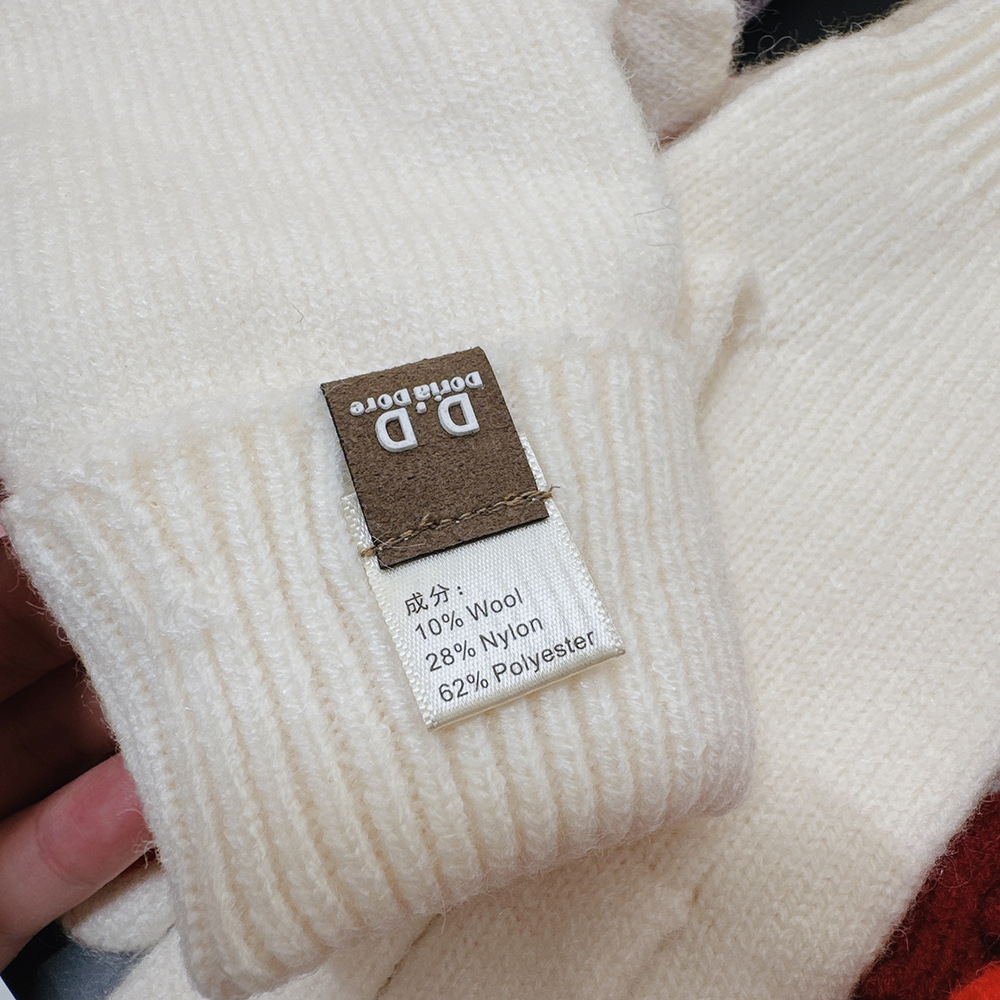 D.D
Doria Dore
成分:
10% Wool
28% Nylon
62% Polyester